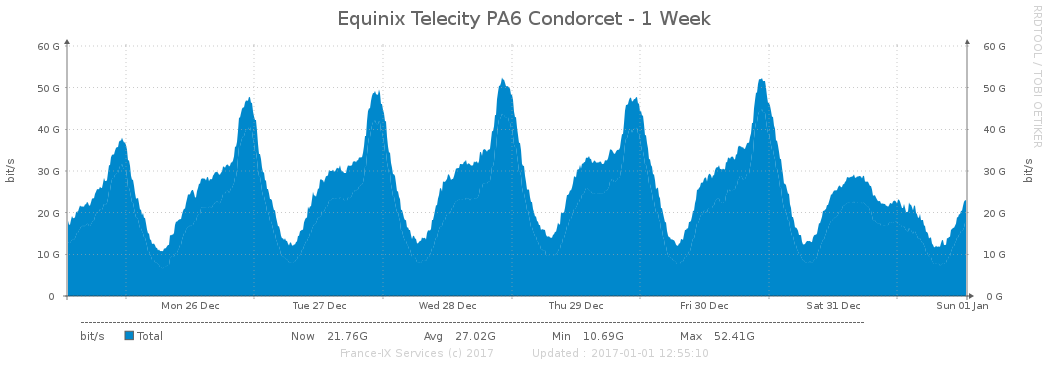 Equinix Telecity PA6 Condorcet - 1 Week
RRDTOOL / TOBI OETIKER
bit/s
bit/s
60 G 60 G
50 G 50 G
40 G 40 G
30 G 30 G
20 G 20 G
10 G 10 G
0 0 G
Mon 26 Dec Tue 27 Dec Wed 28 Dec Thu 29 Dec Fri 30 Dec Sat 31 Dec Sun 01 Jan
bit/s Total Now 21.76G Avg 27.02G Min 10.69G Max 52.41G
France-IX Services (c) 2017 Updated : 2017-01-01 12:55:10